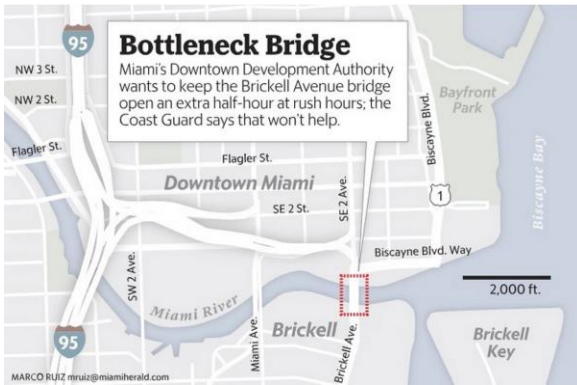 95
Bottleneck Bridge
Miami's Downtown Development Authority
wants to keep the Brickell Avenue bridge
open an extra half-hour at rush hours; the
Coast Guard says that won't help.
NW 3 St.
NW 2 St.
Flagler St.
Flagler St.
Downtown Miami
SE 2 St.
SE 2 Ave.
Biscayne Blvd.
Bayfront
Park
Biscayne Bay
1
Biscayne Blvd. Way
2,000 ft.
SW 2 Ave.
Miami River
Miami Ave.
Brickell
Brickell Ave.
Brickell
Key
95
MARCO RUIZ mruiz@miamiherald.com